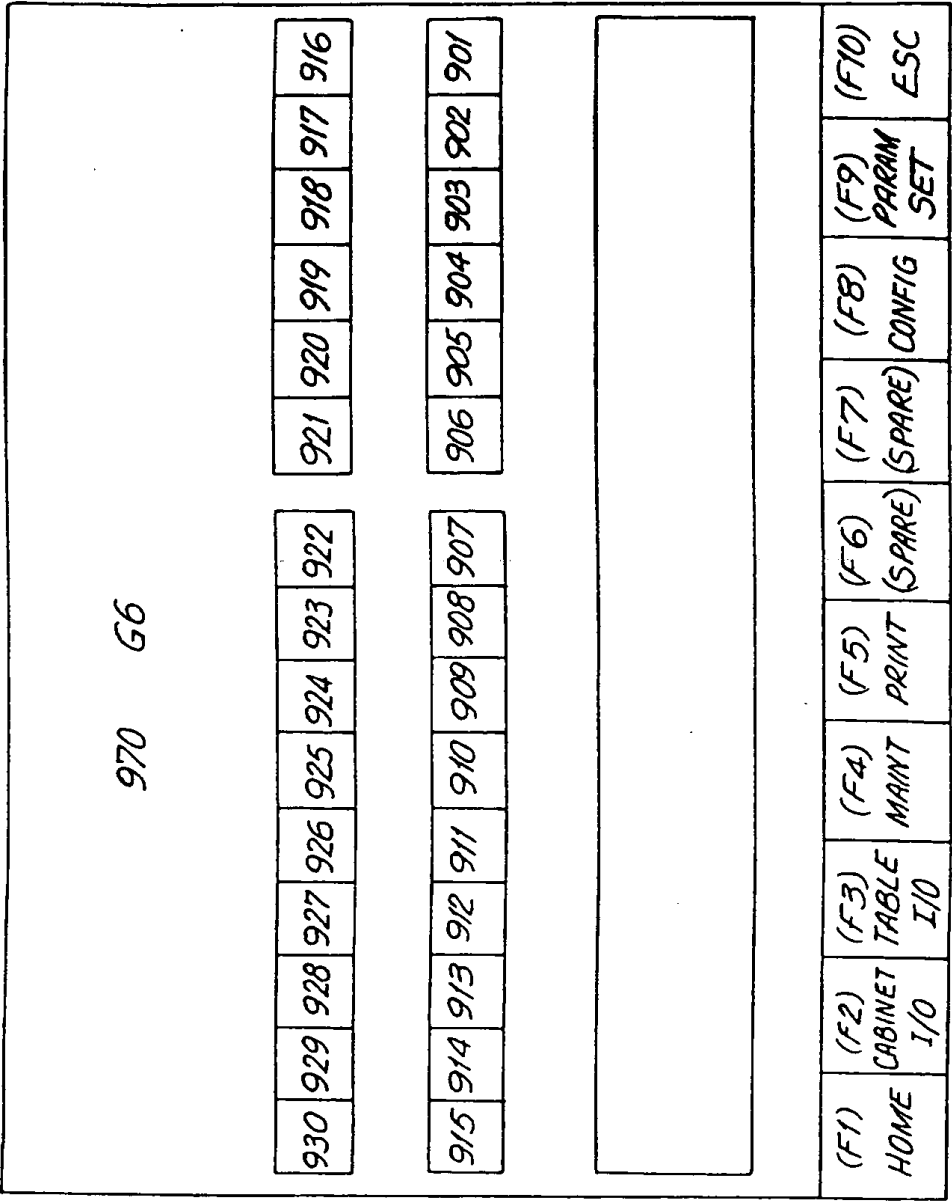 970 G6
930 929 928 927 926 925 924 923 922 921 920 919 918 917 916
915 914 913 912 911 910 909 908 907 906 905 904 903 902 901
(F1)
HOME
(F2)
CABINET
I/O
(F3)
TABLE
I/O
(F4)
MAINT
(F5)
PRINT
(F6)
(SPARE)
(F7)
(SPARE)
(F8)
CONFIG
(F9)
PARAM
SET
(F10)
ESC